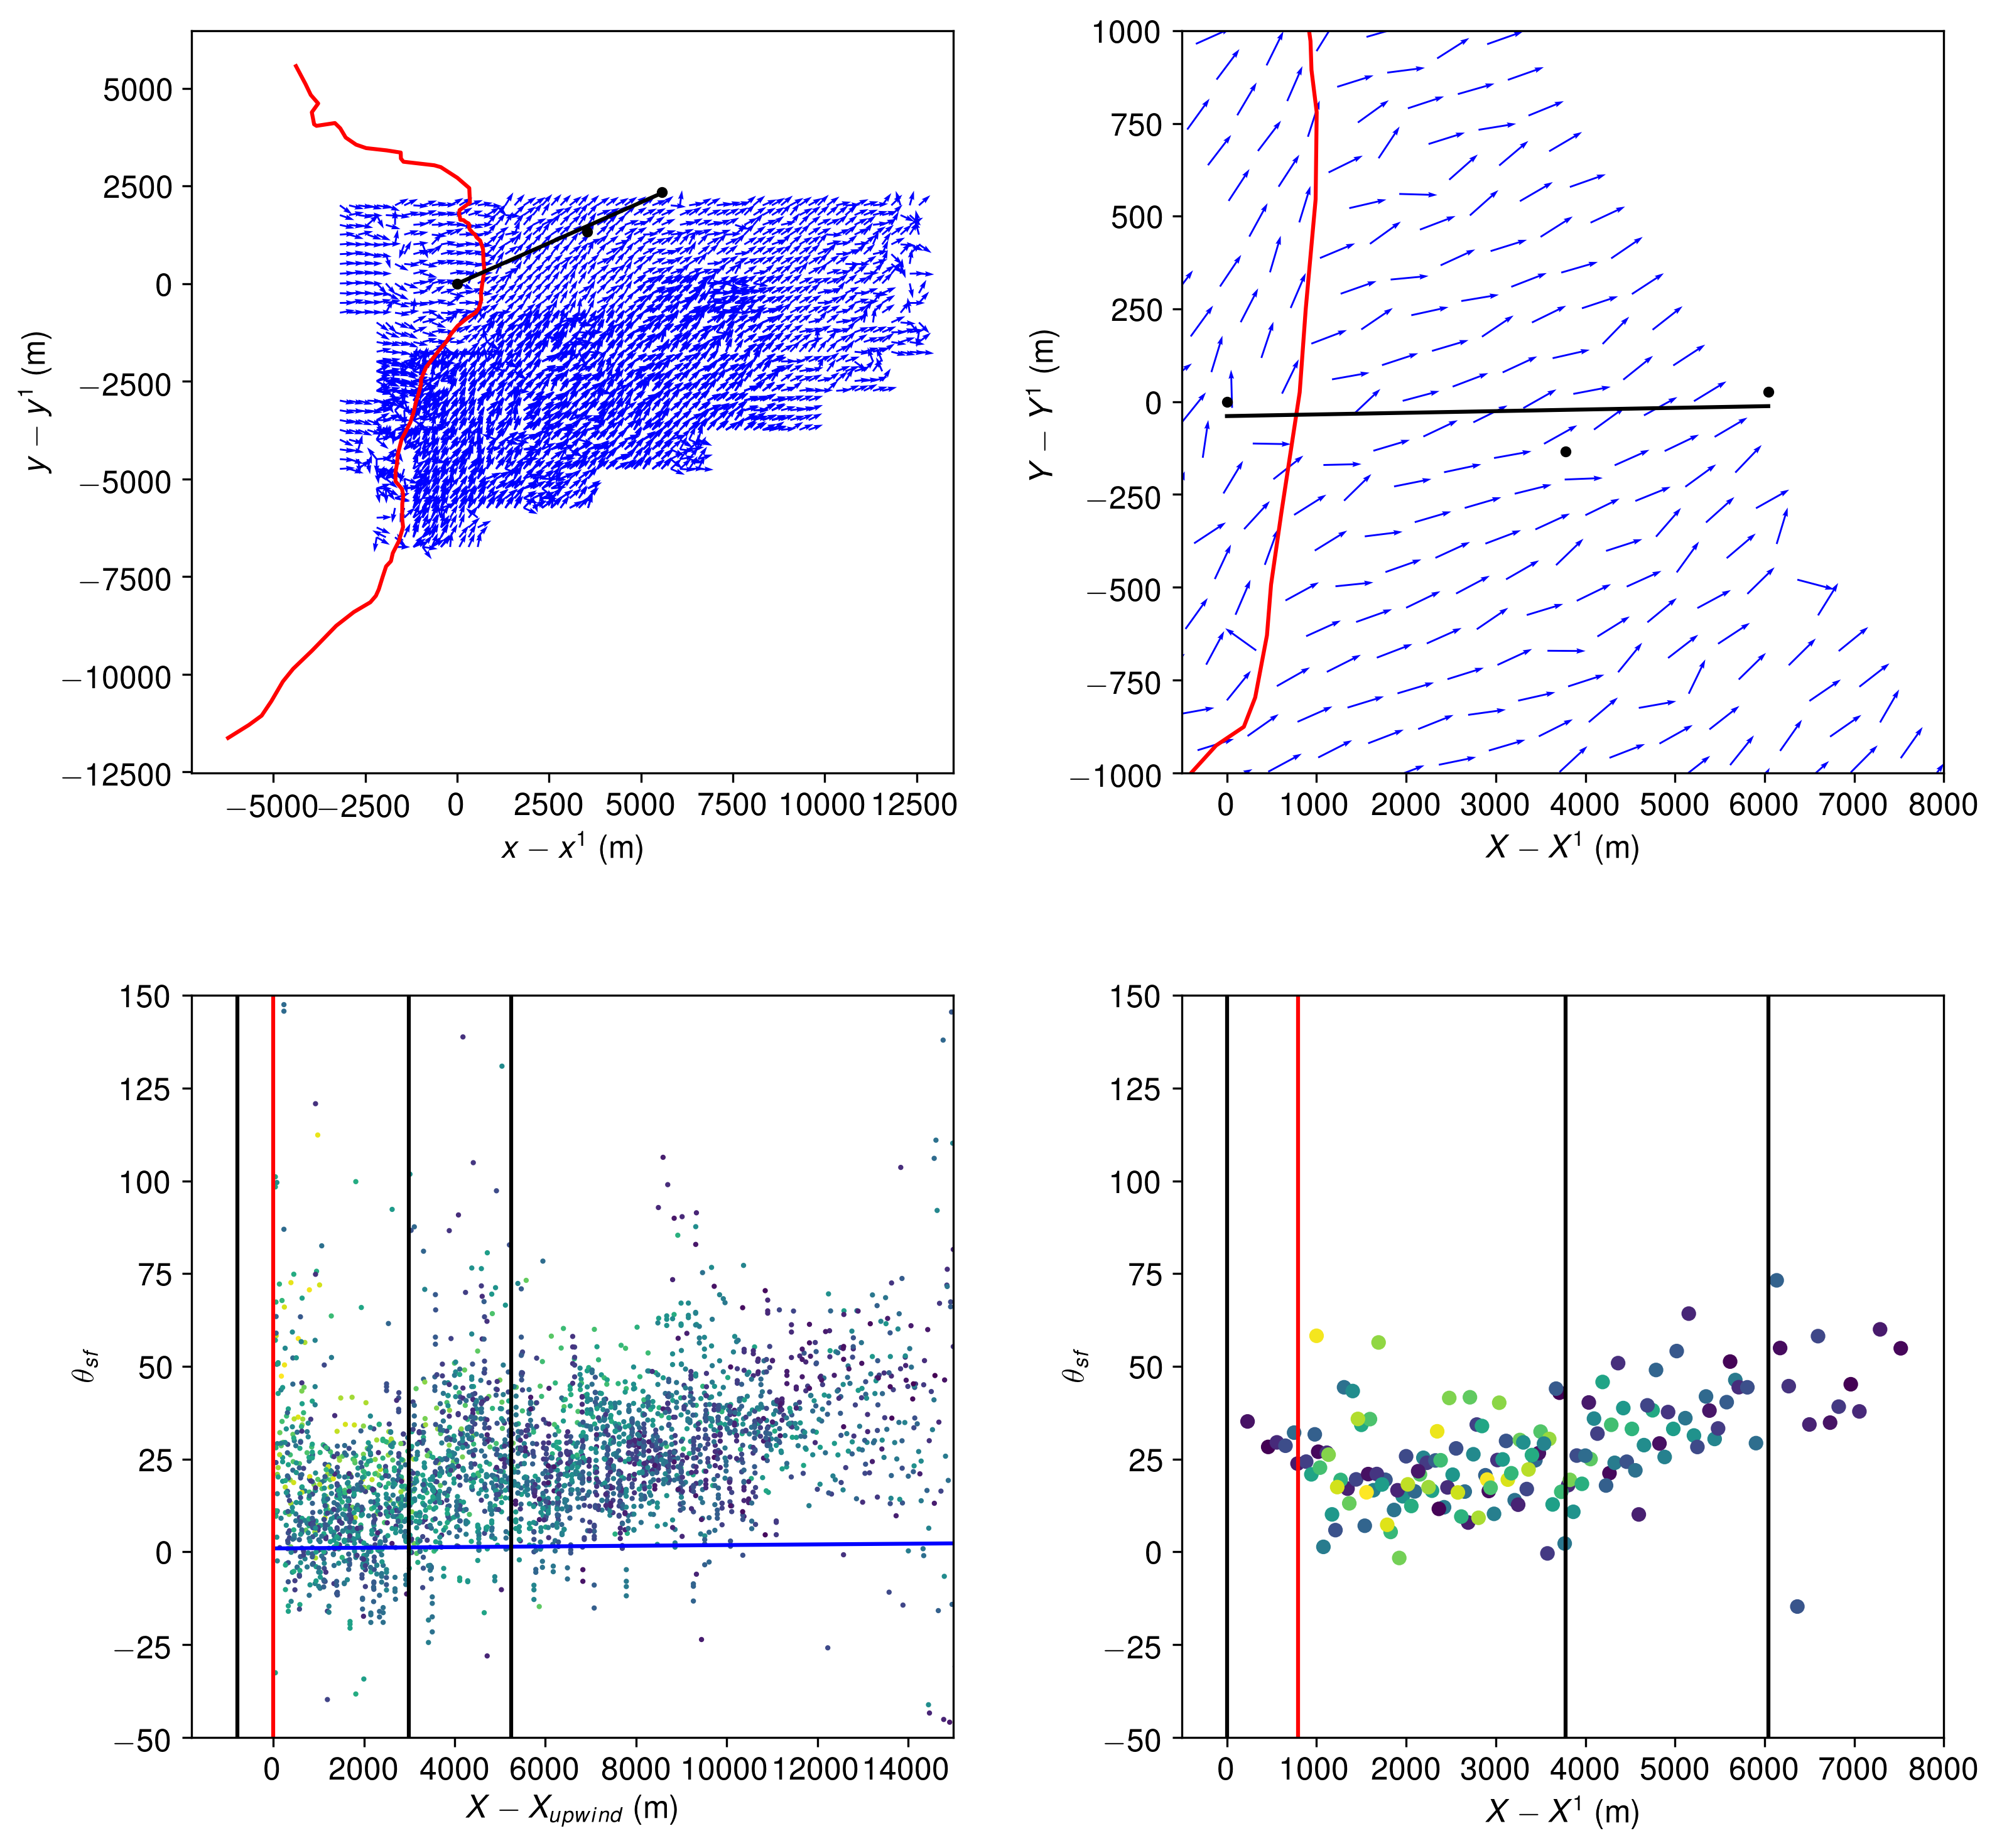 5000
2500
0
−2500
−5000
−7500
−10000
−12500
y − y¹ (m)
−5000 −2500 0 2500 5000 7500 10000 12500
x − x¹ (m)
1000
750
500
250
0
−250
−500
−750
−1000
Y − Y¹ (m)
0 1000 2000 3000 4000 5000 6000 7000 8000
X − X¹ (m)
150
125
100
75
50
25
0
−25
−50
θsf
0 2000 4000 6000 8000 10000 12000 14000
X − Xupwind (m)
150
125
100
75
50
25
0
−25
−50
θsf
0 1000 2000 3000 4000 5000 6000 7000 8000
X − X¹ (m)